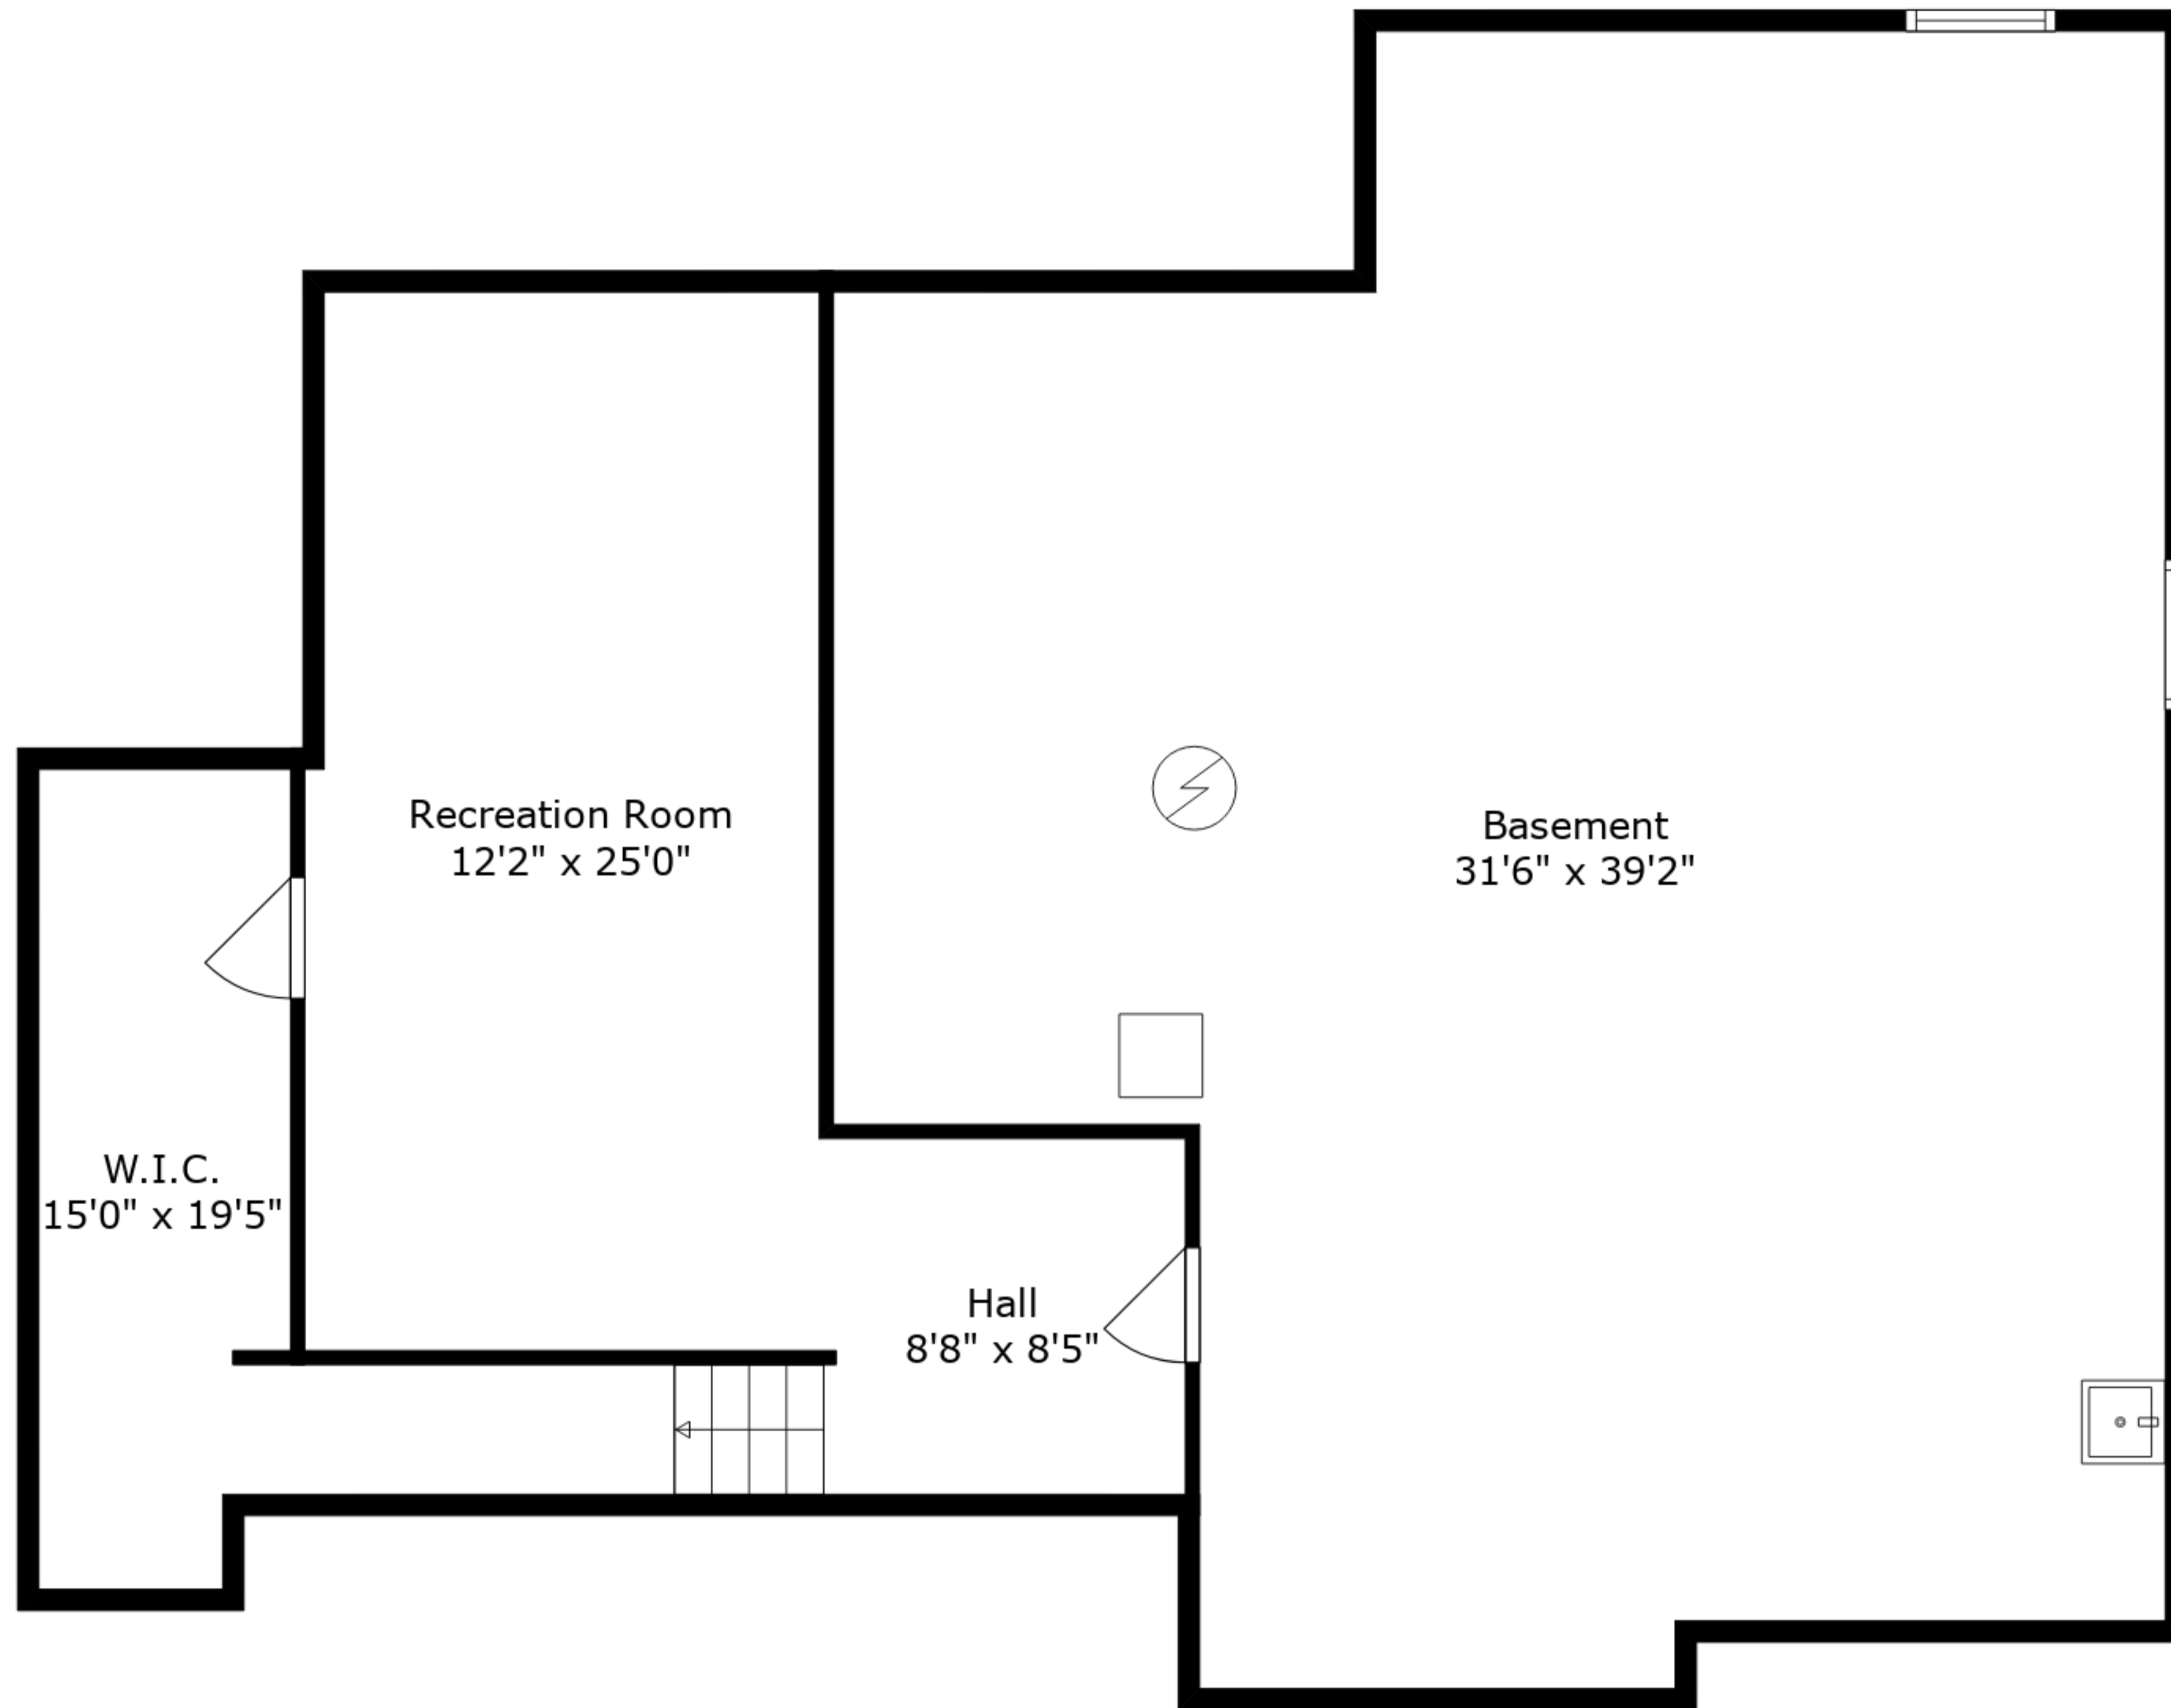 Recreation Room
12'2" x 25'0"
Basement
31'6" x 39'2"
W.I.C.
15'0" x 19'5"
Hall
8'8" x 8'5"